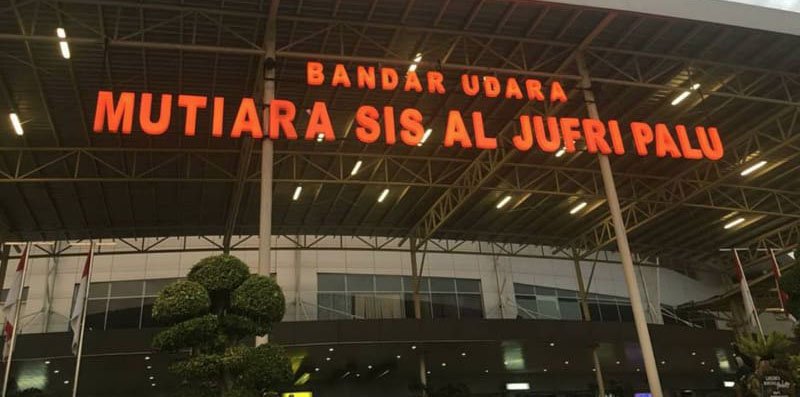 BANDAR UDARA
MUTIARA SIS AL JUFRI PALU